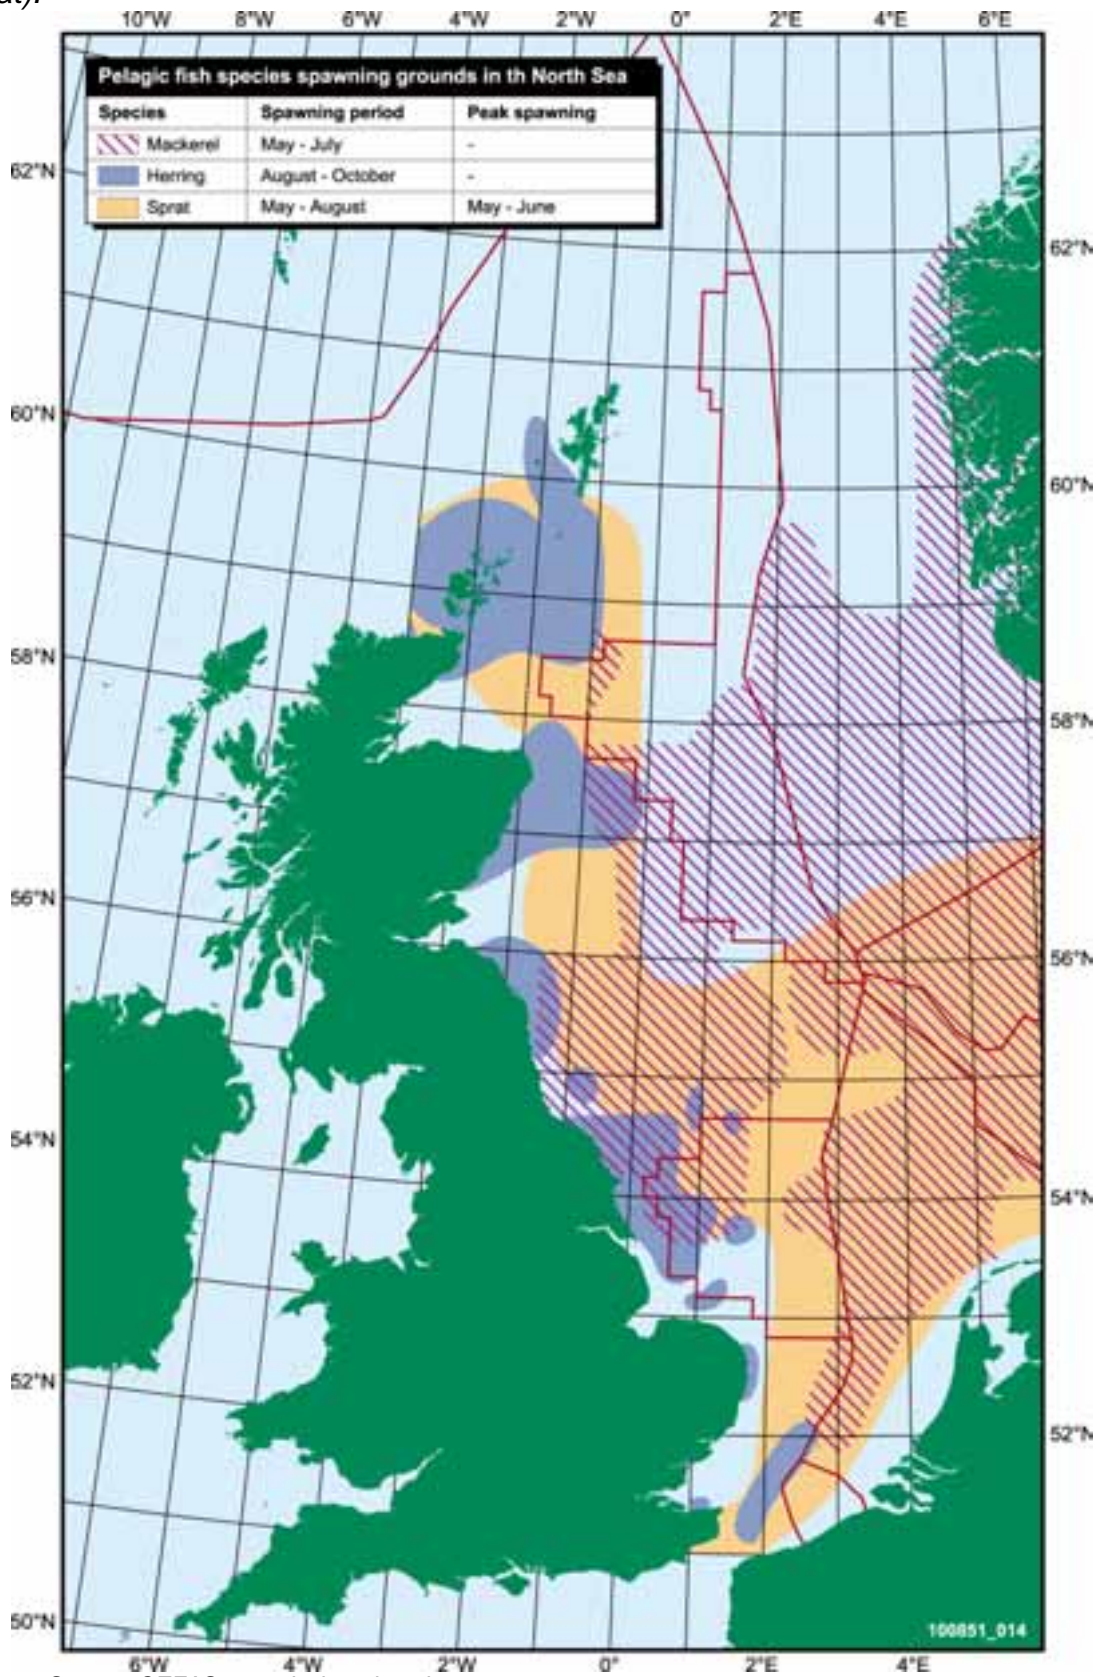 at).
10°W 8°W 6°W 4°W 2°W 0° 2°E 4°E 6°E
Pelagic fish species spawning grounds in th North Sea
Species Spawning period Peak spawning
Mackerel May - July -
Herring August - October -
Sprat May - August May - June
62°N
62°N
60°N
60°N
58°N
58°N
56°N
56°N
54°N
54°N
52°N
52°N
50°N
100851_014
6°W 4°W 2°W 0° 2°E 4°E